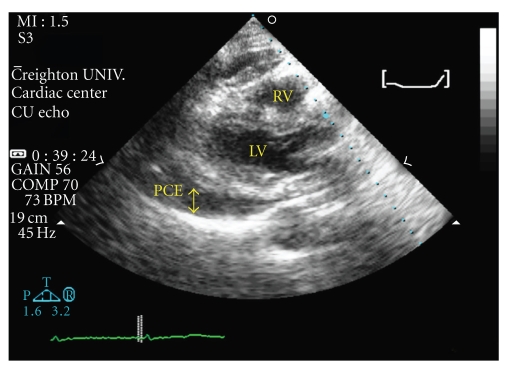 MI : 1.5
S3
Creighton UNIV.
Cardiac center
CU echo
0 : 39 : 24
GAIN 56
COMP 70
73 BPM
19 cm
45 Hz
RV
LV
PCE
T
P R
1.6 3.2